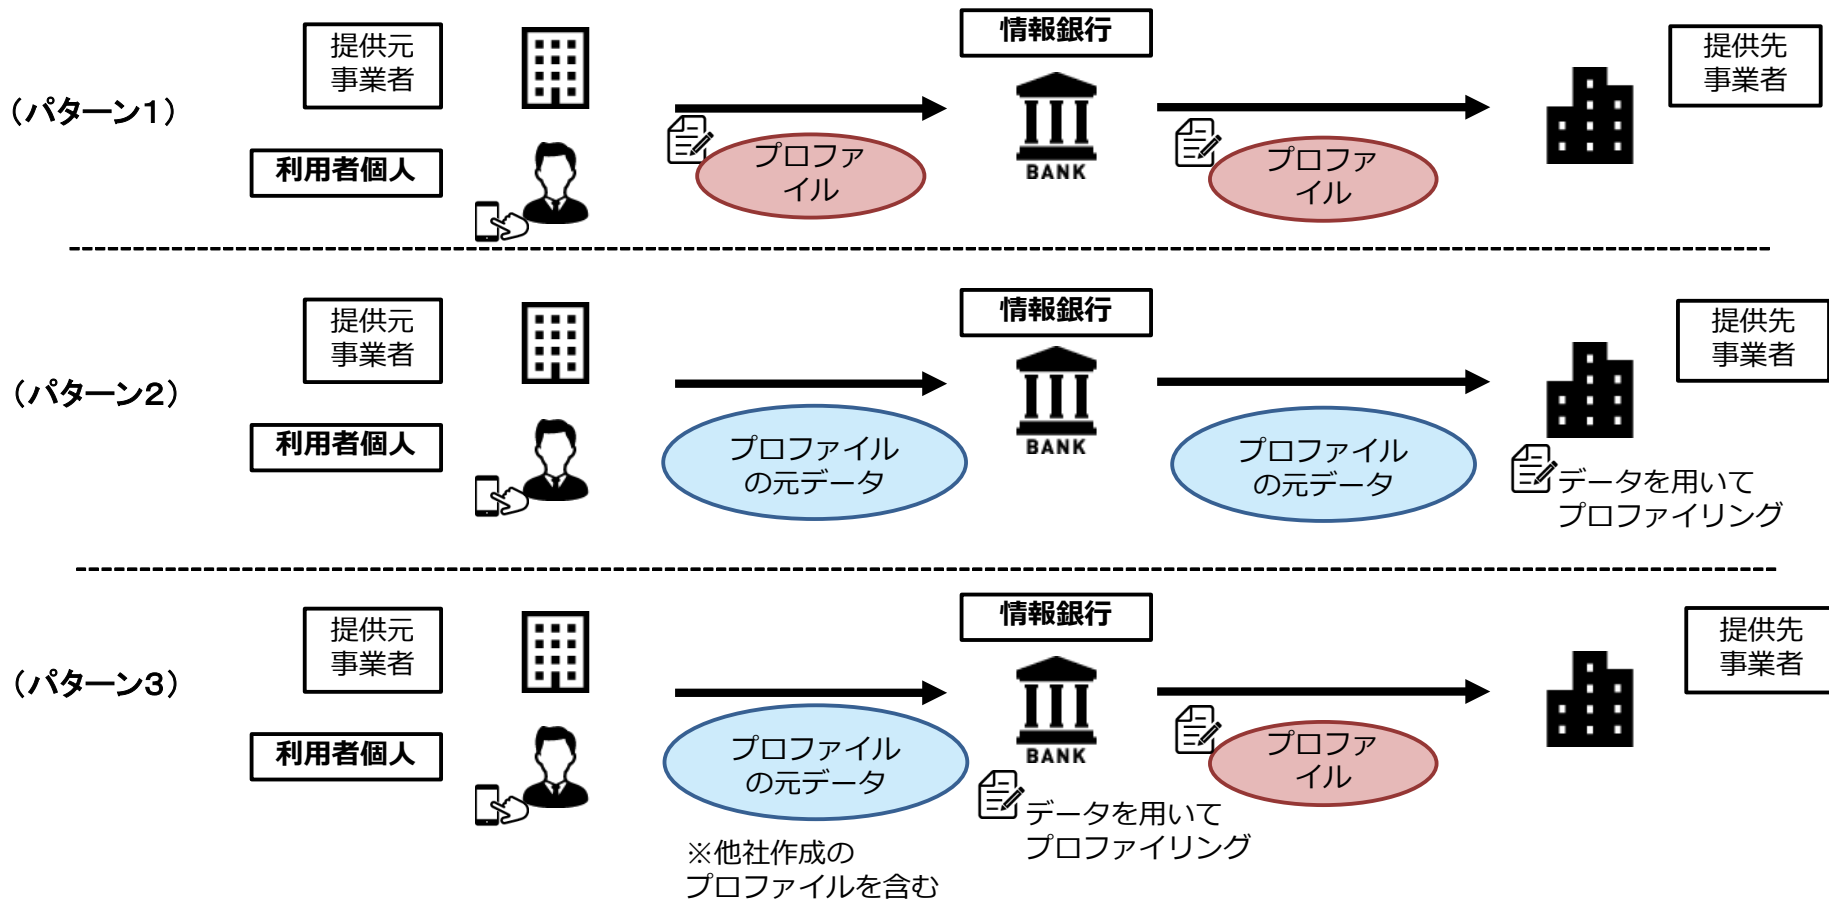 提供元
事業者
情報銀行
提供先
事業者
（パターン1）
利用者個人
プロファ
イル
BANK
プロファ
イル
提供元
事業者
情報銀行
提供先
事業者
（パターン2）
利用者個人
プロファイル
の元データ
BANK
プロファイル
の元データ
データを用いて
プロファイリング
提供元
事業者
情報銀行
提供先
事業者
（パターン3）
利用者個人
プロファイル
の元データ
BANK
プロファ
イル
データを用いて
プロファイリング
※他社作成の
プロファイルを含む